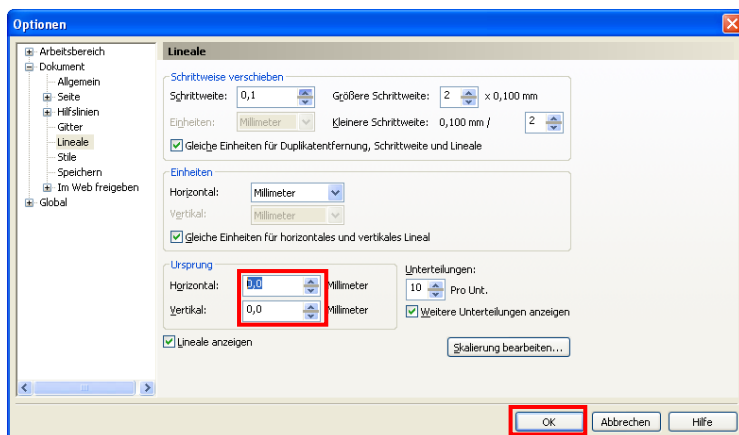 Optionen
Arbeitsbereich
Dokument
Allgemein
Seite
Hilfslinien
Gitter
Lineale
Stile
Speichern
Im Web freigeben
Global
Lineale
Schrittweise verschieben
Schrittweite: 0,1 Größere Schrittweite: 2 x 0,100 mm
Einheiten: Millimeter Kleinere Schrittweite: 0,100 mm / 2
Gleiche Einheiten für Duplikatentfernung, Schrittweite und Lineale
Einheiten
Horizontal: Millimeter
Vertikal: Millimeter
Gleiche Einheiten für horizontales und vertikales Lineal
Ursprung
Horizontal: 0,0 Millimeter
Vertikal: 0,0 Millimeter
Unterteilungen:
10 Pro Unt.
Weitere Unterteilungen anzeigen
Lineale anzeigen
Skalierung bearbeiten...
OK Abbrechen Hilfe